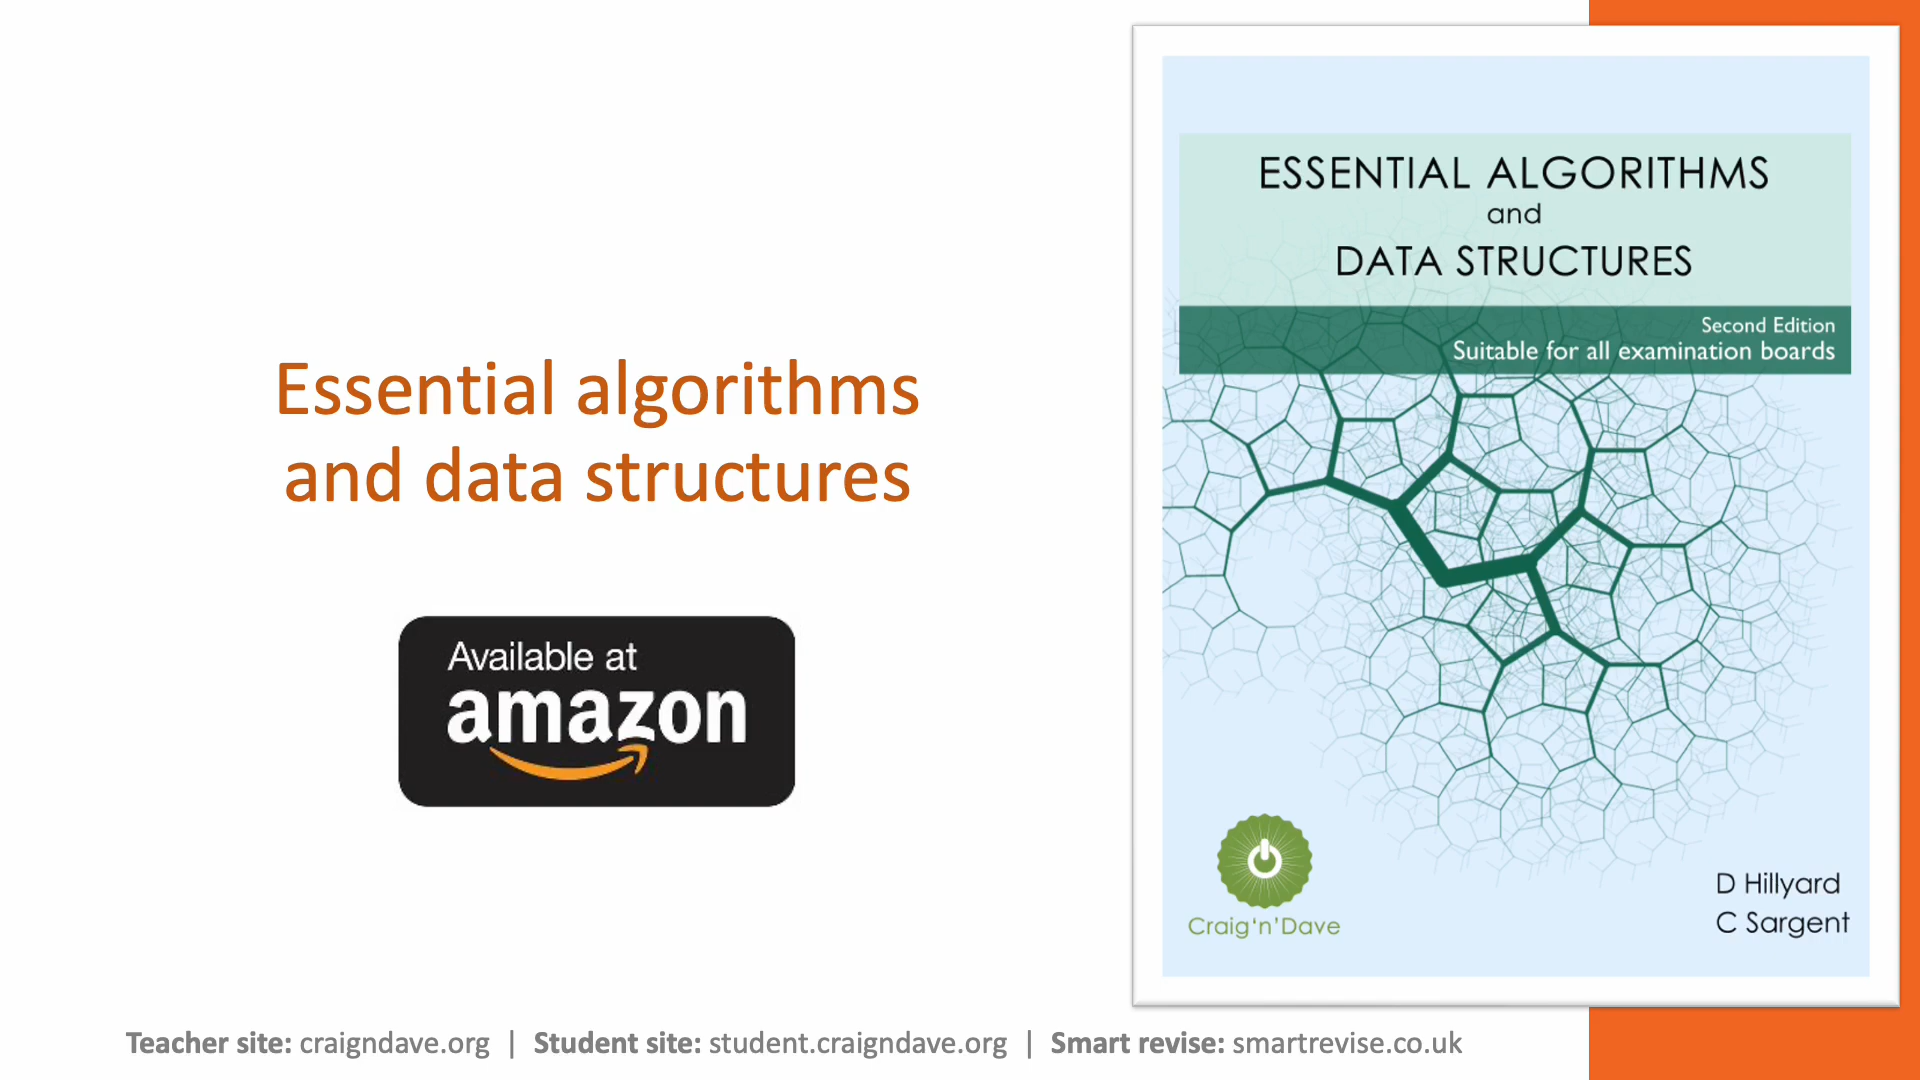 Essential algorithms
and data structures
Available at
amazon
ESSENTIAL ALGORITHMS
and
DATA STRUCTURES
Second Edition
Suitable for all examination boards
Craig‘n’Dave
D Hillyard
C Sargent
Teacher site: craigndave.org | Student site: student.craigndave.org | Smart revise: smartrevise.co.uk